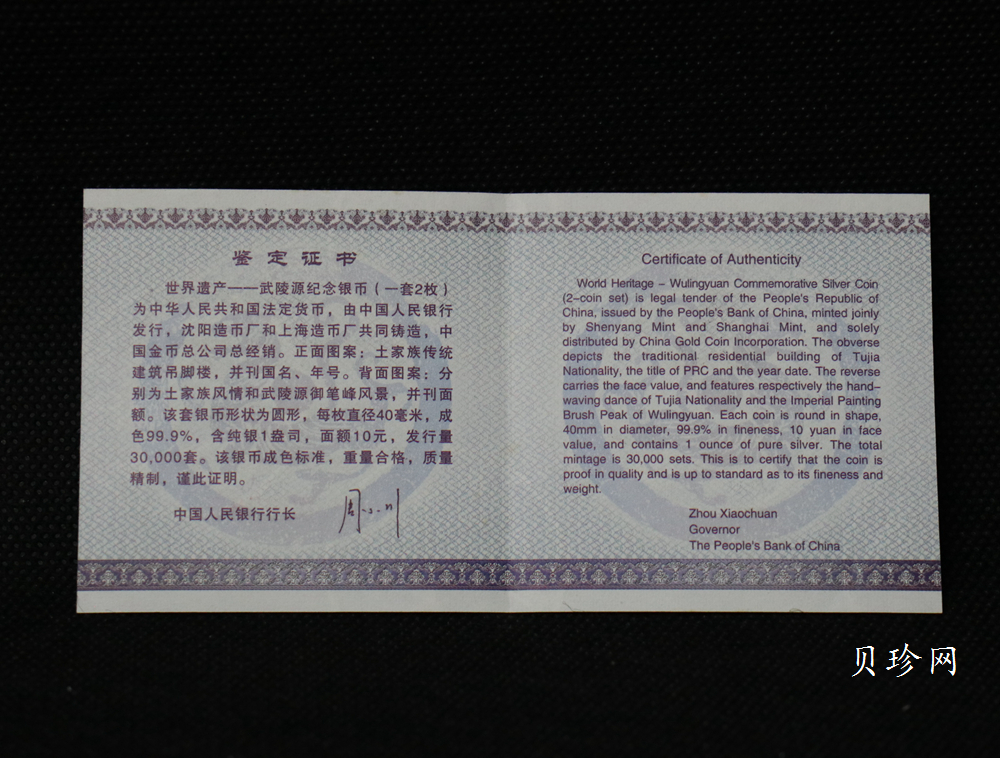 鉴定证书
世界遗产——武陵源纪念银币（一套2枚）
为中华人民共和国法定货币，由中国人民银行
发行，沈阳造币厂和上海造币厂共同铸造，中
国金币总公司总经销。正面图案：土家族传统
建筑吊脚楼，并刊国名、年号。背面图案：分
别为土家族风情和武陵源御笔峰风景，并刊面
额。该套银币形状为圆形，每枚直径40毫米，成
色99.9%，含纯银1盎司，面额10元，发行量
30,000套。该银币成色标准，重量合格，质量
精制，谨此证明。
中国人民银行行长
周小川
Certificate of Authenticity
World Heritage - Wulingyuan Commemorative Silver Coin
(2-coin set) is legal tender of the People's Republic of
China, issued by the People's Bank of China, minted joinly
by Shenyang Mint and Shanghai Mint, and solely
distributed by China Gold Coin Incorporation. The obverse
depicts the traditional residential building of Tujia
Nationality, the title of PRC and the year date. The reverse
carries the face value, and features respectively the hand-
waving dance of Tujia Nationality and the Imperial Painting
Brush Peak of Wulingyuan. Each coin is round in shape,
40mm in diameter, 99.9% in fineness, 10 yuan in face
value, and contains 1 ounce of pure silver. The total
mintage is 30,000 sets. This is to certify that the coin is
proof in quality and is up to standard as to its fineness and
weight.
Zhou Xiaochuan
Governor
The People's Bank of China
贝珍网